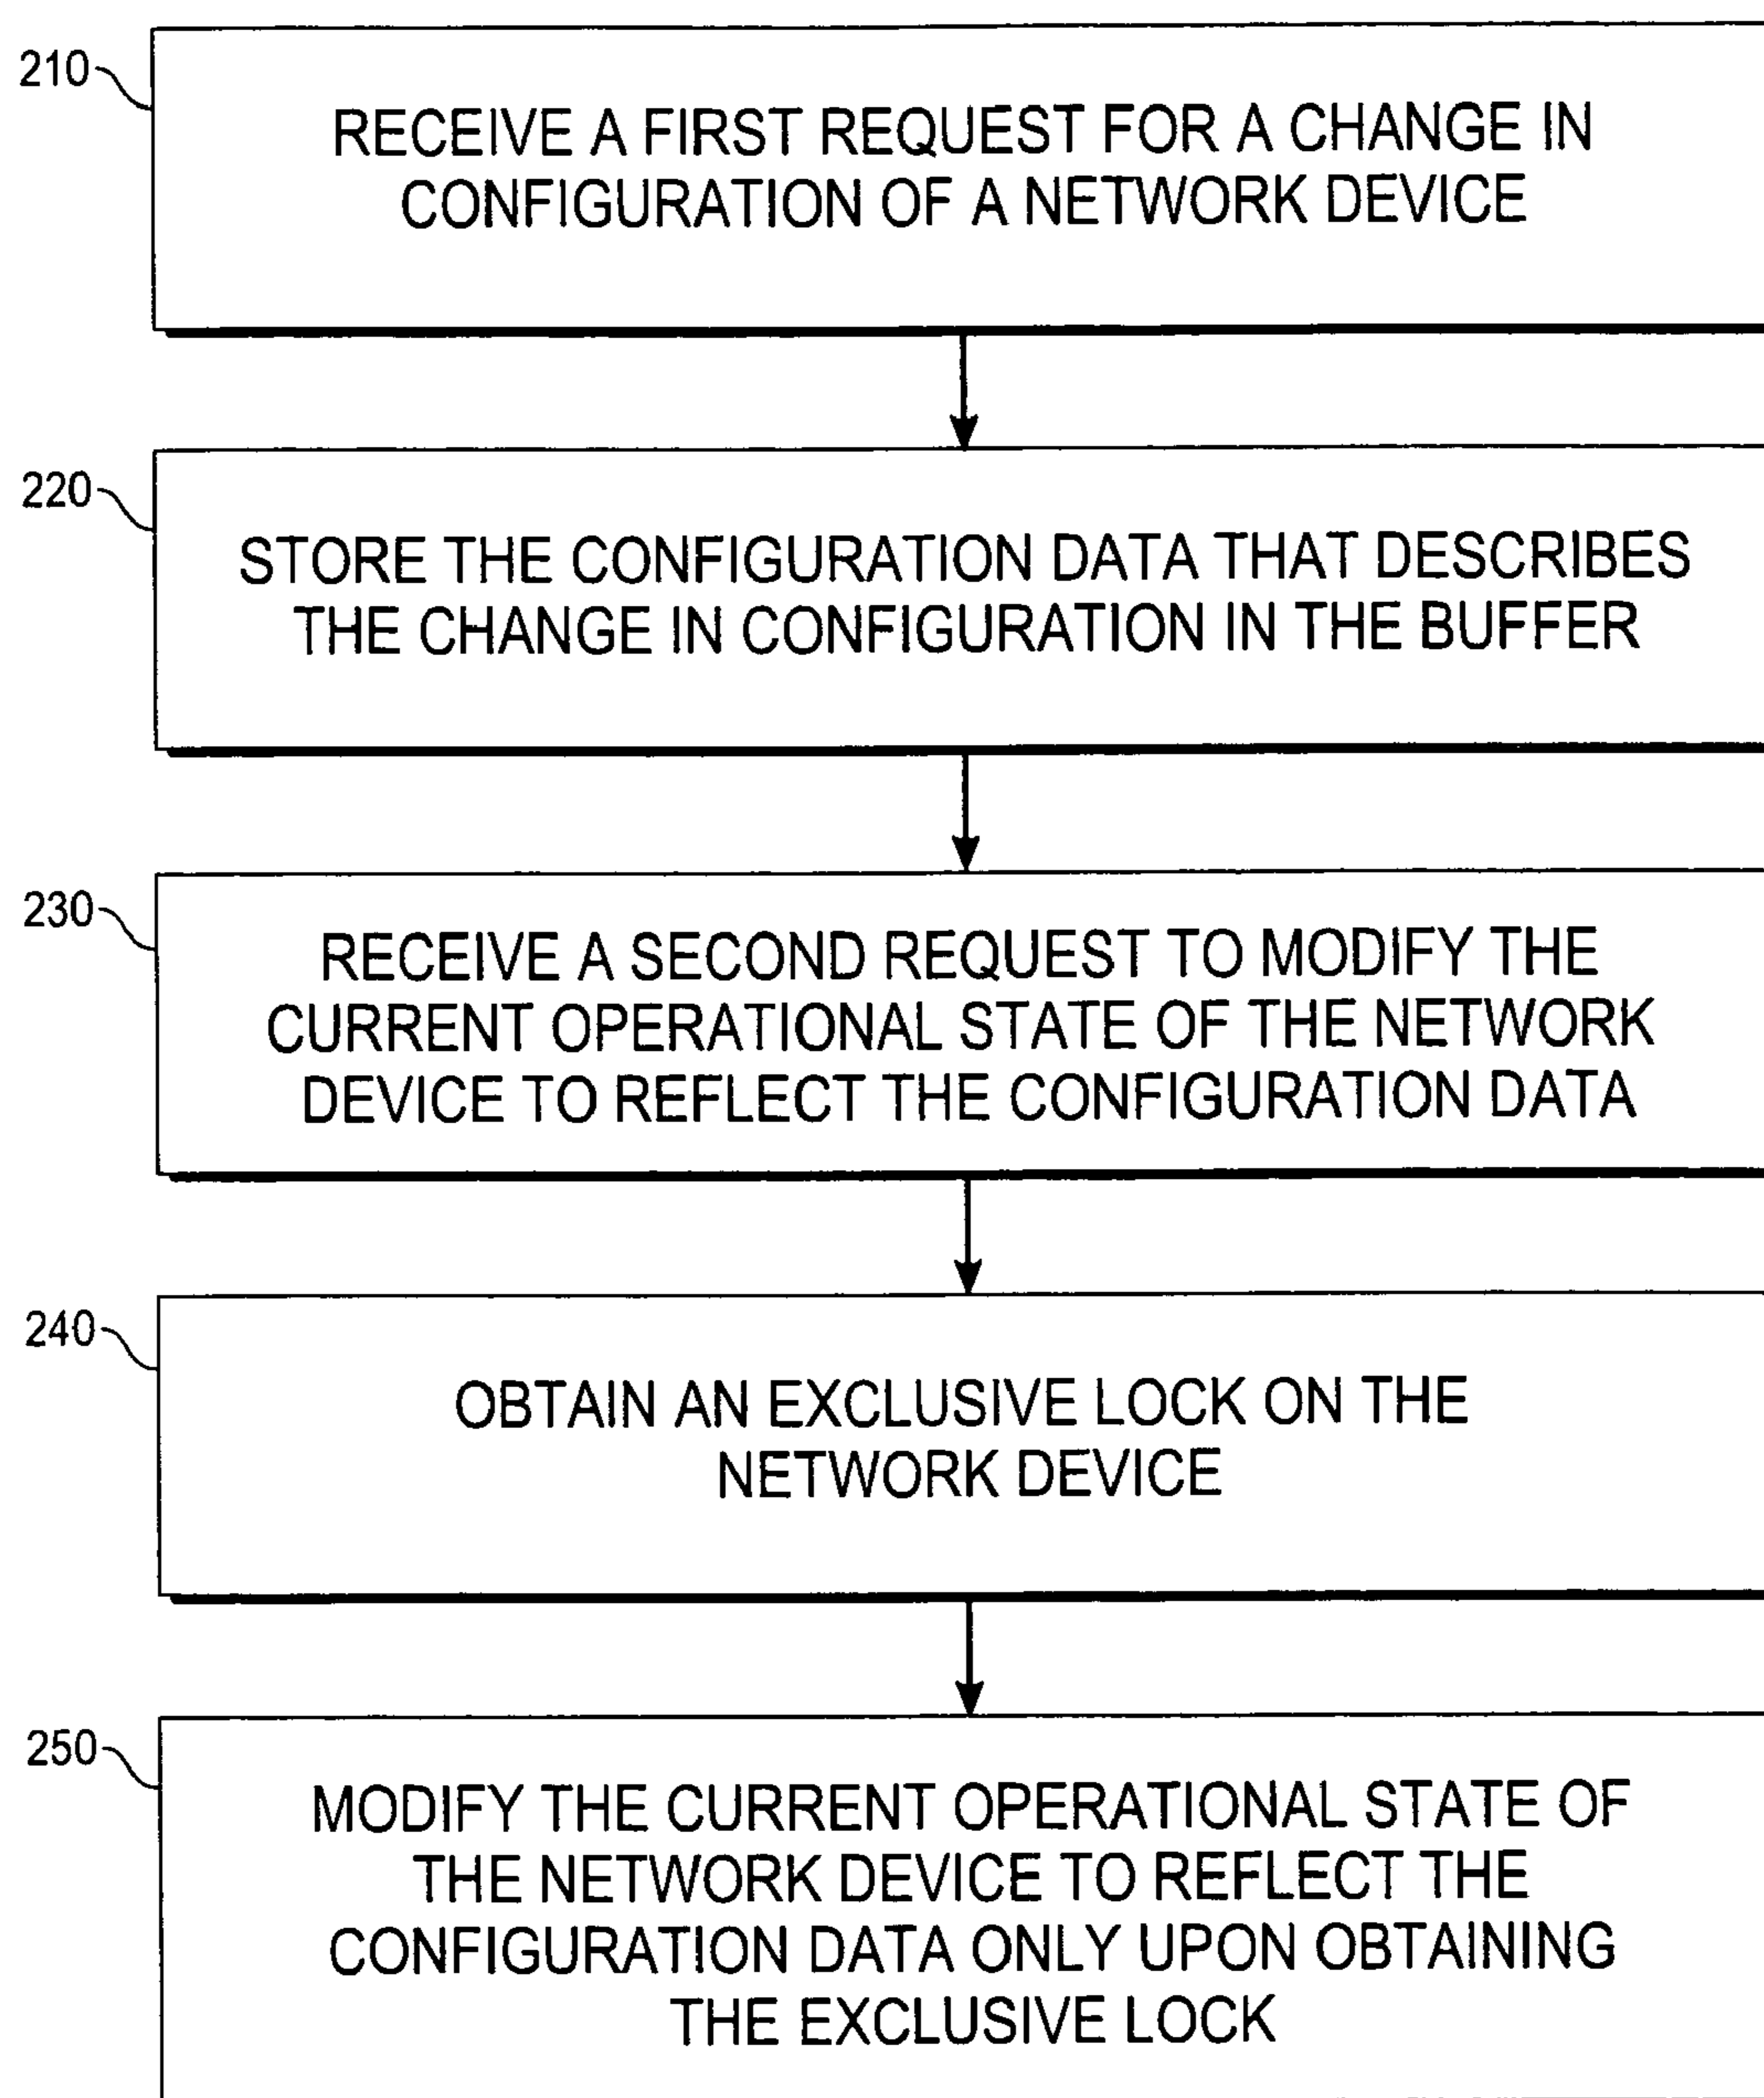 210
RECEIVE A FIRST REQUEST FOR A CHANGE IN
CONFIGURATION OF A NETWORK DEVICE
220
STORE THE CONFIGURATION DATA THAT DESCRIBES
THE CHANGE IN CONFIGURATION IN THE BUFFER
230
RECEIVE A SECOND REQUEST TO MODIFY THE
CURRENT OPERATIONAL STATE OF THE NETWORK
DEVICE TO REFLECT THE CONFIGURATION DATA
240
OBTAIN AN EXCLUSIVE LOCK ON THE
NETWORK DEVICE
250
MODIFY THE CURRENT OPERATIONAL STATE OF
THE NETWORK DEVICE TO REFLECT THE
CONFIGURATION DATA ONLY UPON OBTAINING
THE EXCLUSIVE LOCK